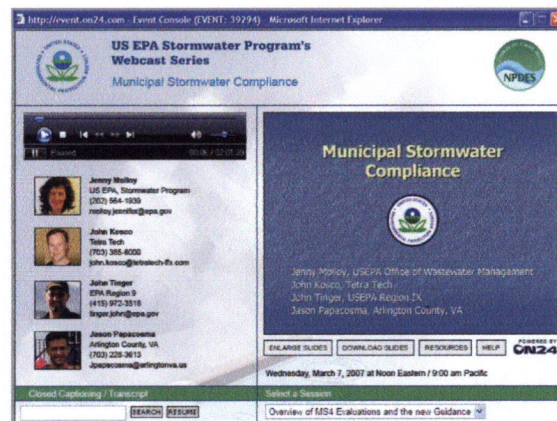 http://event.on24.com - Event Console (EVENT: 39294) - Microsoft Internet Explorer
US EPA Stormwater Program's
Webcast Series
Municipal Stormwater Compliance
NPDES
Paused
Jenny Molloy
US EPA, Stormwater Program
(202) 564-1939
molloy.jennifer@epa.gov
John Kosco
Tetra Tech
(703) 385-6000
john.kosco@tetratech-ffx.com
John Tinger
EPA Region 9
(415) 972-3518
tinger.john@epa.gov
Jason Papacosma
Arlington County, VA
(703) 228-3613
Jpapacosma@arlingtonva.us
Municipal Stormwater
Compliance
Jenny Molloy, USEPA Office of Wastewater Management
John Kosco, Tetra Tech
John Tinger, USEPA Region IX
Jason Papacosma, Arlington County, VA
ENLARGE SLIDES
DOWNLOAD SLIDES
RESOURCES
HELP
POWERED BY
ON24
Wednesday, March 7, 2007 at Noon Eastern / 9:00 am Pacific
Closed Captioning / Transcript
Select a Session
SEARCH
RESUME
Overview of MS4 Evaluations and the new Guidance